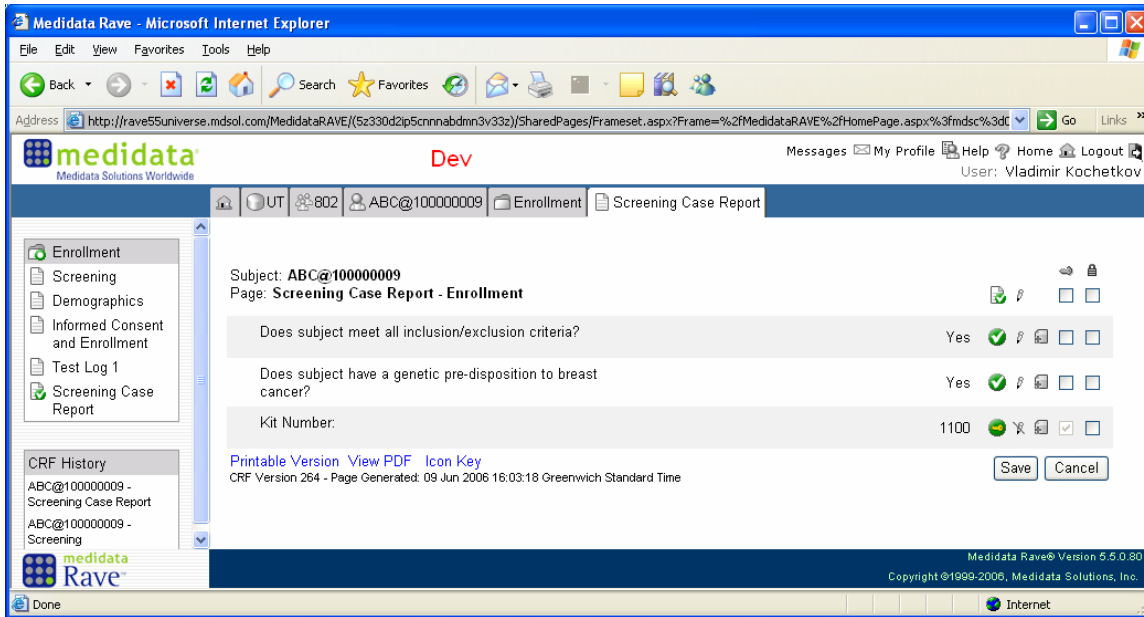 Medidata Rave - Microsoft Internet Explorer
File Edit View Favorites Tools Help
Back Search Favorites
Address http://rave55universe.mdsol.com/MedidataRAVE/(5z330d2ip5cnnnabdmn3v33z)/SharedPages/Frameset.aspx?Frame=%2fMedidataRAVE%2fHomePage.aspx%3fmdsc%3d0 Go Links »
medidata
Medidata Solutions Worldwide
Dev
Messages My Profile Help Home Logout
User: Vladimir Kochetkov
UT 802 ABC@100000009 Enrollment Screening Case Report
Enrollment
Screening
Demographics
Informed Consent
and Enrollment
Test Log 1
Screening Case
Report
CRF History
ABC@100000009 -
Screening Case Report
ABC@100000009 -
Screening
Subject: ABC@100000009
Page: Screening Case Report - Enrollment
Does subject meet all inclusion/exclusion criteria? Yes
Does subject have a genetic pre-disposition to breast
cancer? Yes
Kit Number: 1100
Printable Version View PDF Icon Key
CRF Version 264 - Page Generated: 09 Jun 2006 16:03:18 Greenwich Standard Time
Save Cancel
medidata
Rave™
Medidata Rave® Version 5.5.0.80
Copyright ©1999-2006, Medidata Solutions, Inc.
Done Internet